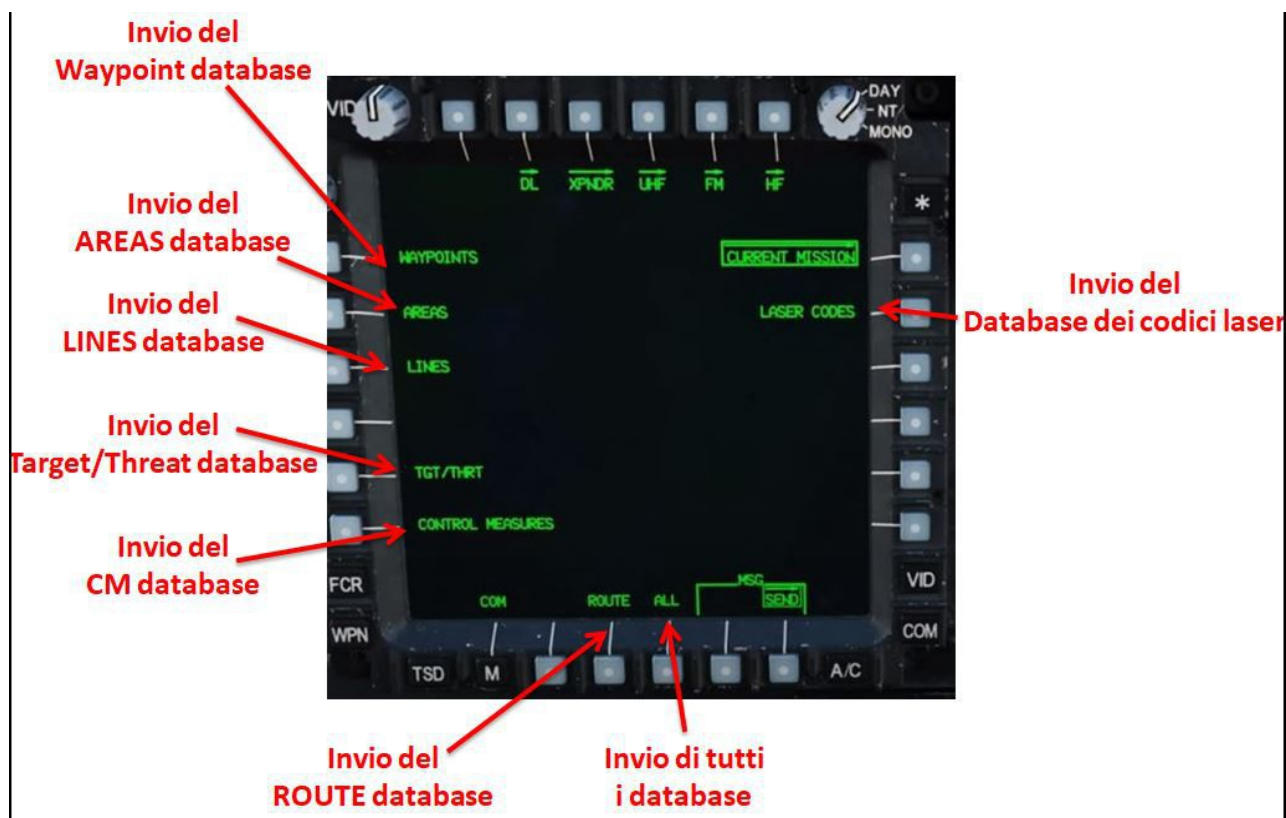 Invio del
Waypoint database
VID
DAY
NT
MONO
DL XPNDR UHF FM HF
*
Invio del
AREAS database
WAYPOINTS
CURRENT MISSION
Invio del
LINES database
AREAS
LASER CODES
Invio del
Database dei codici laser
LINES
Invio del
Target/Threat database
TGT/THRT
CONTROL MEASURES
Invio del
CM database
FCR
MSG
VID
COM ROUTE ALL SEND
WPN
COM
TSD M A/C
Invio del
ROUTE database
Invio di tutti
i database